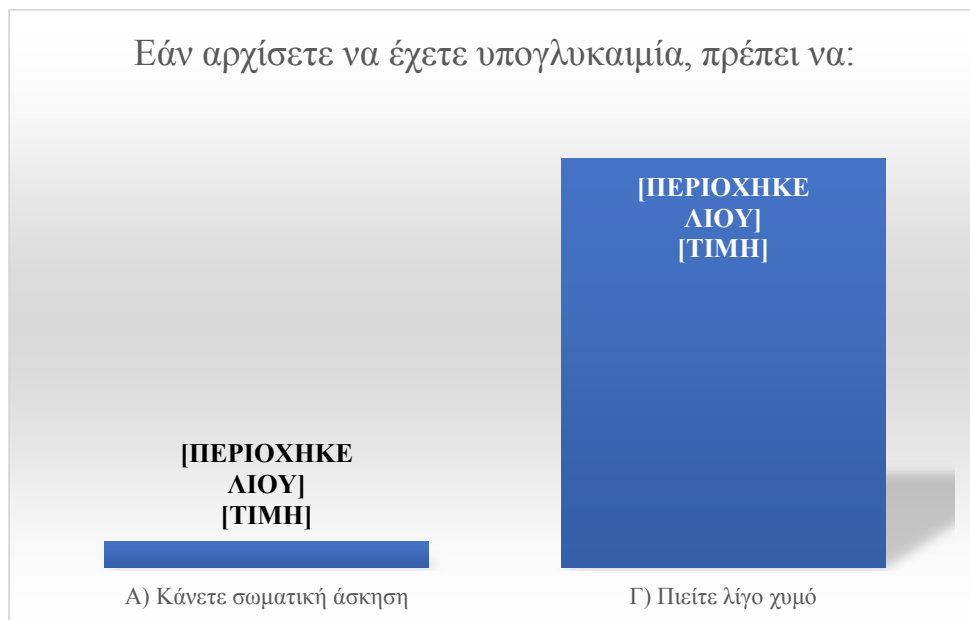 Εάν αρχίσετε να έχετε υπογλυκαιμία, πρέπει να:
[ΠΕΡΙΟΧΗΚΕ
ΛΙΟΥ]
[ΤΙΜΗ]
[ΠΕΡΙΟΧΗΚΕ
ΛΙΟΥ]
[ΤΙΜΗ]
Α) Κάνετε σωματική άσκηση
Γ) Πιείτε λίγο χυμό